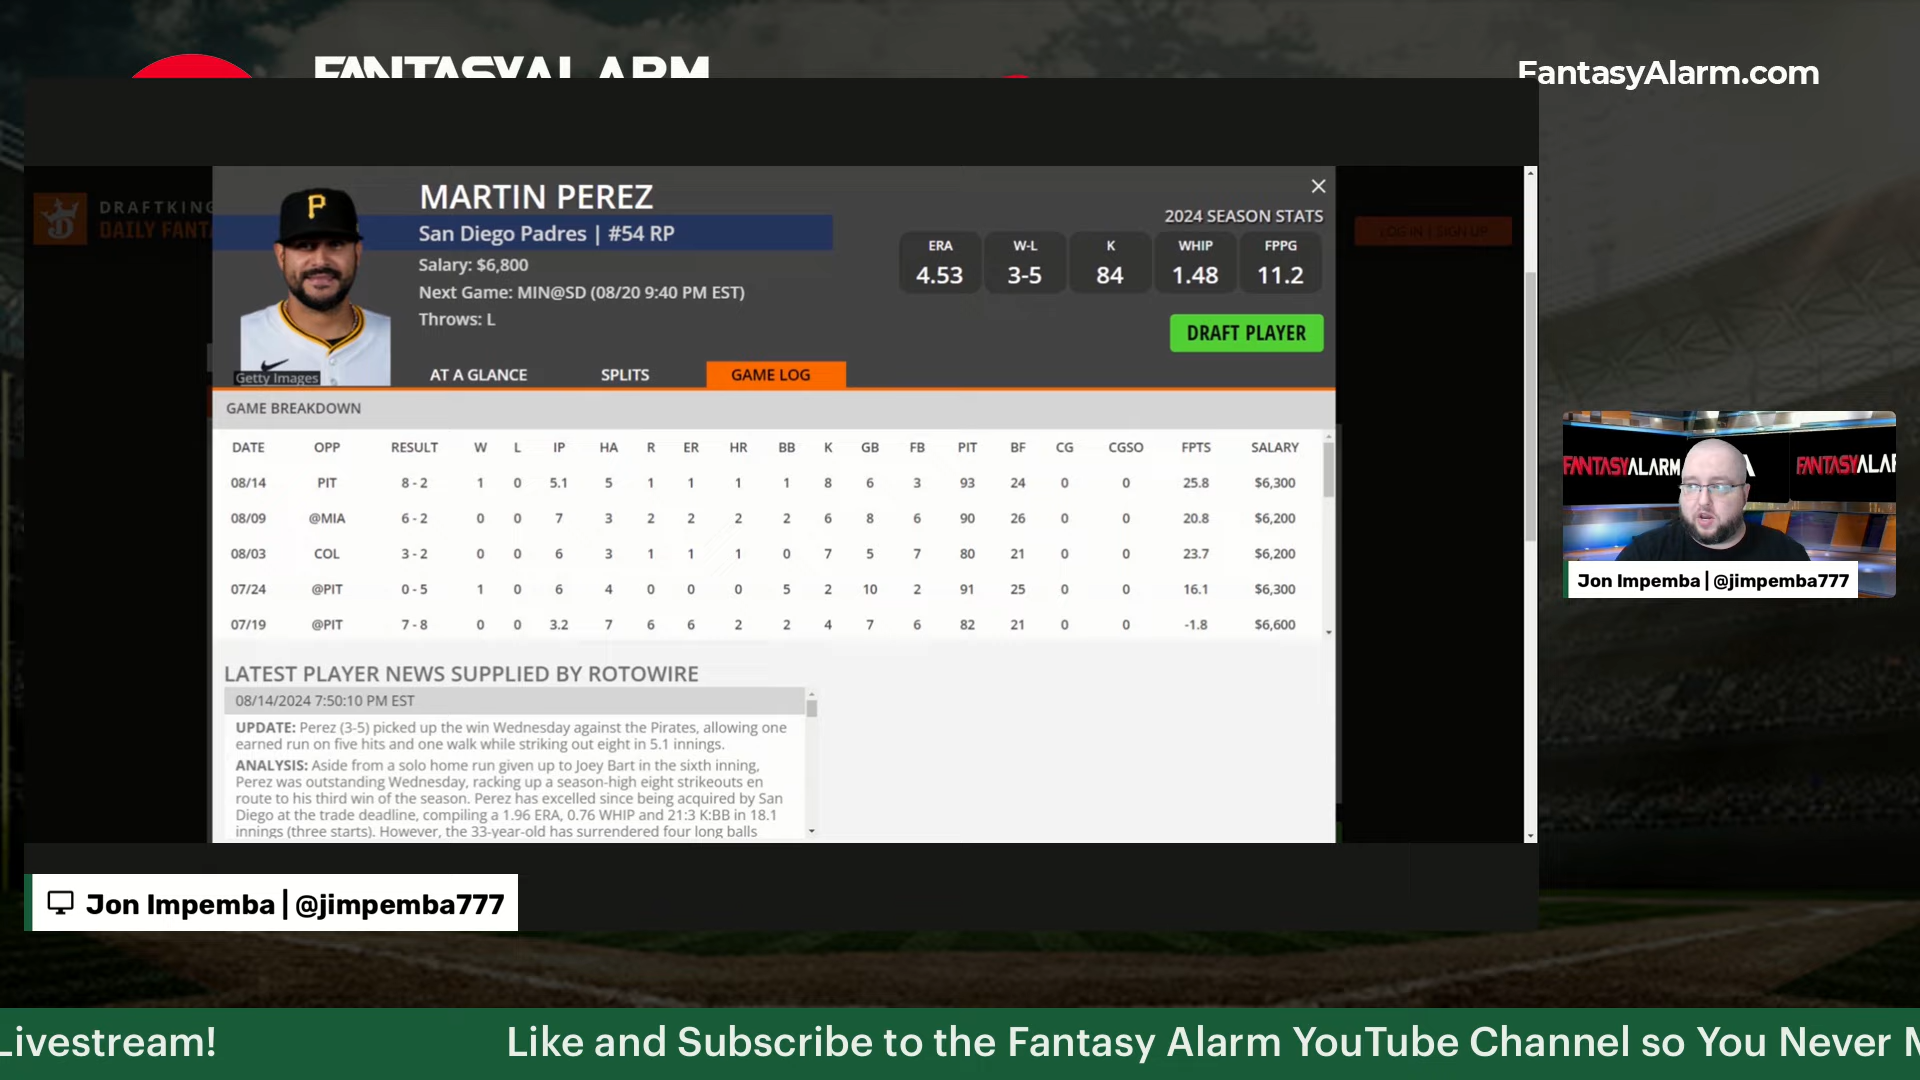 FANTASYALARM
FantasyAlarm.com
DRAFTKING
DAILY FANT
MARTIN PEREZ
San Diego Padres | #54 RP
Salary: $6,800
Next Game: MIN@SD (08/20 9:40 PM EST)
Throws: L
Getty Images
2024 SEASON STATS
ERA W-L K WHIP FPPG
4.53 3-5 84 1.48 11.2
DRAFT PLAYER
LOG IN | SIGN UP
AT A GLANCE SPLITS GAME LOG
GAME BREAKDOWN
DATE OPP RESULT W L IP HA R ER HR BB K GB FB PIT BF CG CGSO FPTS SALARY
08/14 PIT 8 - 2 1 0 5.1 5 1 1 1 1 8 6 3 93 24 0 0 25.8 $6,300
08/09 @MIA 6 - 2 0 0 7 3 2 2 2 2 6 8 6 90 26 0 0 20.8 $6,200
08/03 COL 3 - 2 0 0 6 3 1 1 1 0 7 5 7 80 21 0 0 23.7 $6,200
07/24 @PIT 0 - 5 1 0 6 4 0 0 0 5 2 10 2 91 25 0 0 16.1 $6,300
07/19 @PIT 7 - 8 0 0 3.2 7 6 6 2 2 4 7 6 82 21 0 0 -1.8 $6,600
LATEST PLAYER NEWS SUPPLIED BY ROTOWIRE
08/14/2024 7:50:10 PM EST
UPDATE: Perez (3-5) picked up the win Wednesday against the Pirates, allowing one
earned run on five hits and one walk while striking out eight in 5.1 innings.
ANALYSIS: Aside from a solo home run given up to Joey Bart in the sixth inning,
Perez was outstanding Wednesday, racking up a season-high eight strikeouts en
route to his third win of the season. Perez has excelled since being acquired by San
Diego at the trade deadline, compiling a 1.96 ERA, 0.76 WHIP and 21:3 K:BB in 18.1
innings (three starts). However, the 33-year-old has surrendered four long balls
FANTASYALARM
FANTASYALAR
Jon Impemba | @jimpemba777
Jon Impemba | @jimpemba777
Livestream! Like and Subscribe to the Fantasy Alarm YouTube Channel so You Never M